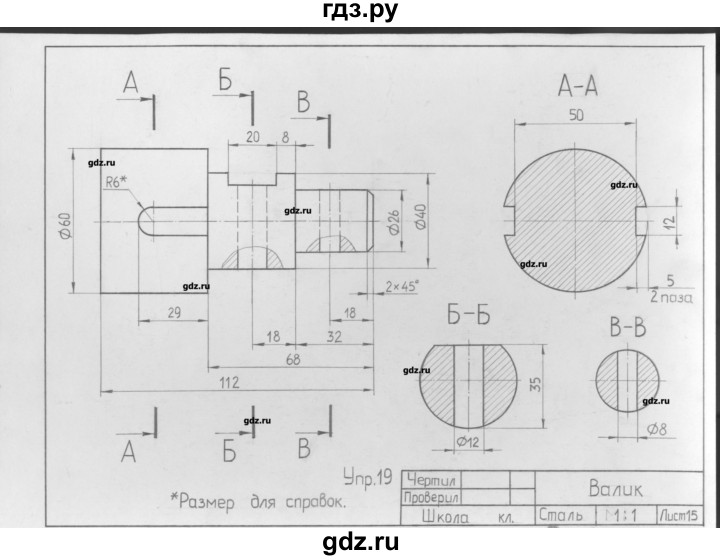 гдз.ру
А Б В
А-А
50
20 8
gdz.ru
R6*
gdz.ru
gdz.ru
Ø60
Ø26
Ø40
12
gdz.ru
gdz.ru
2×45°
5
2 паза
29
18
18
32
Б-Б
В-В
68
112
gdz.ru
35
gdz.ru
gdz.ru
Ø12
Ø8
А Б В
Упр.19
*Размер для справок.
Чертил
Проверил
Валик
Школа кл.
Сталь
М1:1
Лист15
gdz.ru